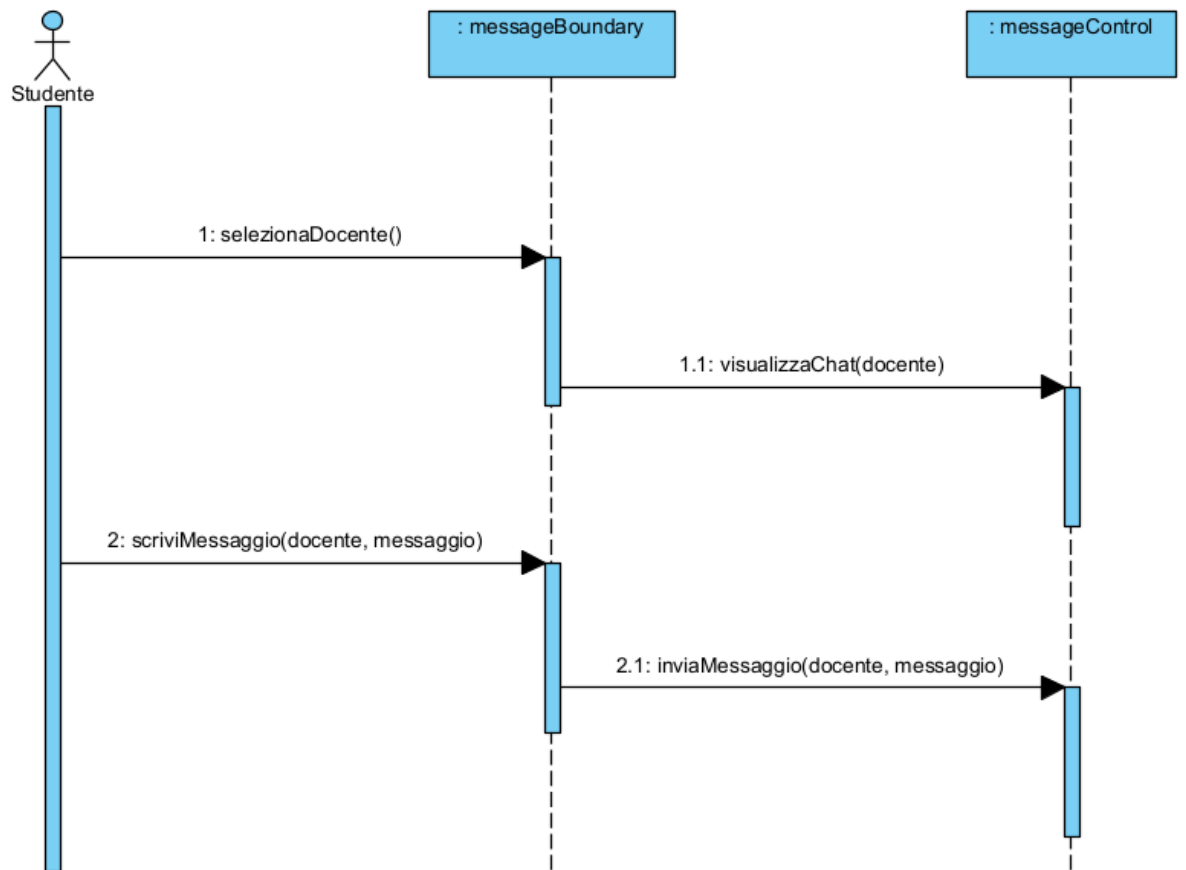 : messageBoundary
: messageControl
Studente
1: selezionaDocente()
1.1: visualizzaChat(docente)
2: scriviMessaggio(docente, messaggio)
2.1: inviaMessaggio(docente, messaggio)